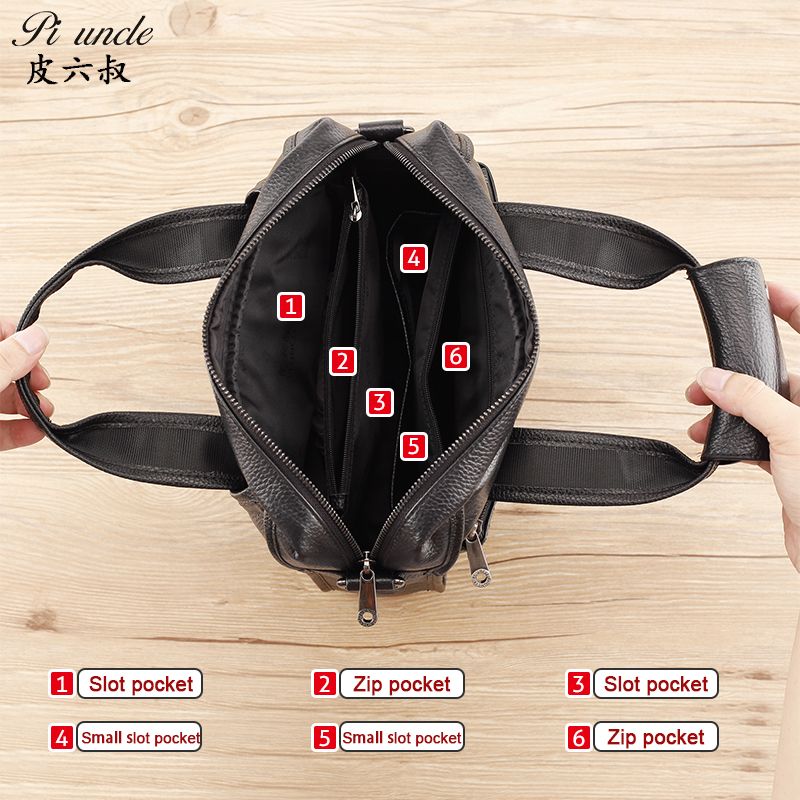 Pi uncle
皮六叔
4
1
2
6
3
5
1 Slot pocket
2 Zip pocket
3 Slot pocket
4 Small slot pocket
5 Small slot pocket
6 Zip pocket